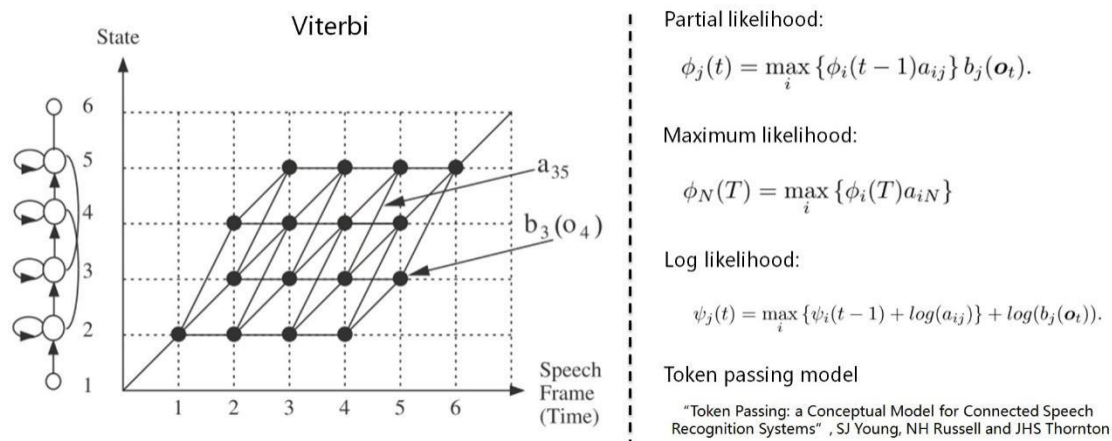 Viterbi
State
6
5
4
3
2
1
a₃₅
b₃(o₄)
1 2 3 4 5 6
Speech
Frame
(Time)
Partial likelihood:
ϕⱼ(t) = max_i {ϕᵢ(t − 1)aᵢⱼ} bⱼ(𝒐ₜ).
Maximum likelihood:
ϕ_N(T) = max_i {ϕᵢ(T)a_{iN}}
Log likelihood:
ψⱼ(t) = max_i {ψᵢ(t − 1) + log(aᵢⱼ)} + log(bⱼ(𝒐ₜ)).
Token passing model
“Token Passing: a Conceptual Model for Connected Speech
Recognition Systems” , SJ Young, NH Russell and JHS Thornton